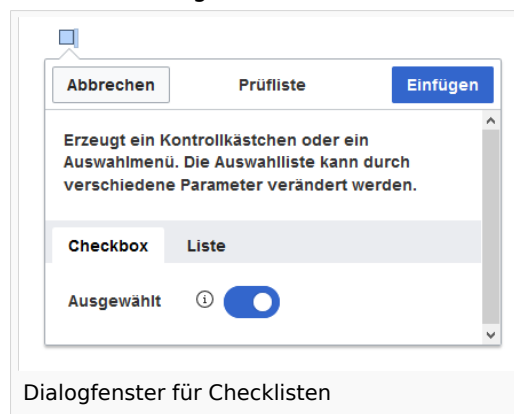 Abbrechen Prüfliste Einfügen
Erzeugt ein Kontrollkästchen oder ein
Auswahlmenü. Die Auswahlliste kann durch
verschiedene Parameter verändert werden.
Checkbox Liste
Ausgewählt
Dialogfenster für Checklisten